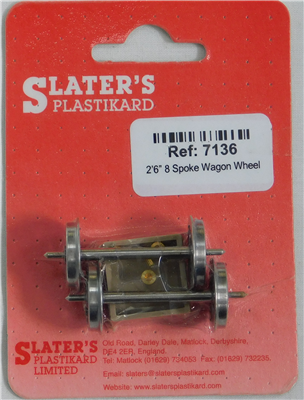 SLATER'S
PLASTIKARD
Ref: 7136
2'6" 8 Spoke Wagon Wheel
SLATER'S
PLASTIKARD
LIMITED
Old Road, Darley Dale, Matlock, Derbyshire,
DE4 2ER, England.
Tel: Matlock (01629) 734053 Fax: (01629) 732235.
Email: slaters@slatersplastikard.com
Website: www.slatersplastikard.com